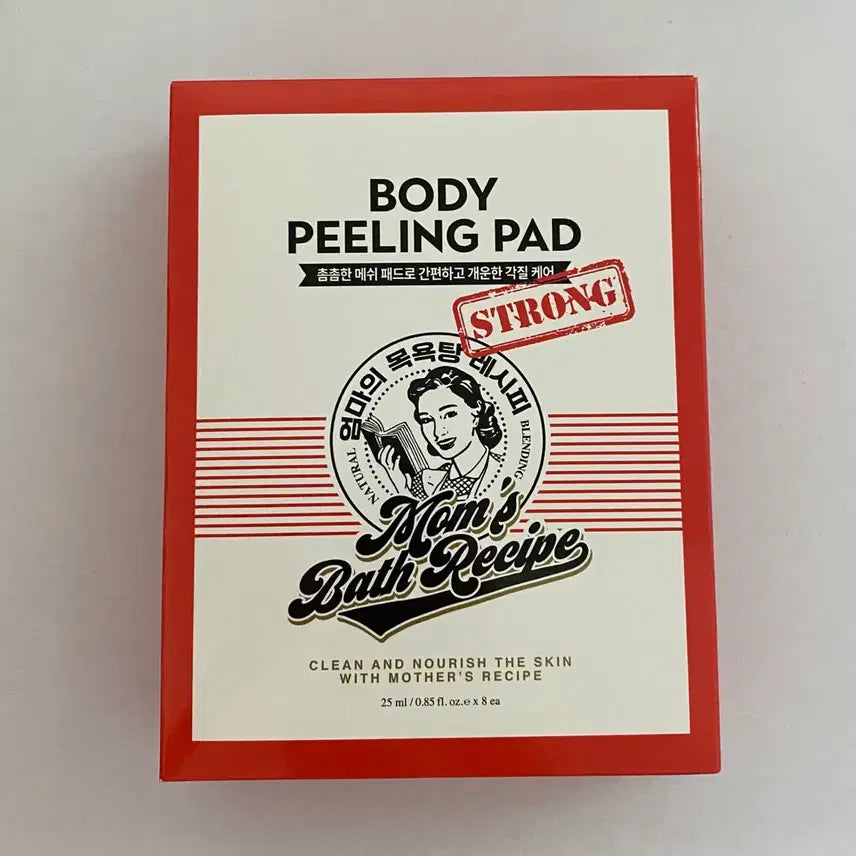 BODY
PEELING PAD
촘촘한 메쉬 패드로 간편하고 개운한 각질 케어
STRONG
엄마의 목욕탕 레시피
NATURAL
BLENDING
Mom's
Bath Recipe
CLEAN AND NOURISH THE SKIN
WITH MOTHER'S RECIPE
25 ml / 0.85 fl. oz.e x 8 ea